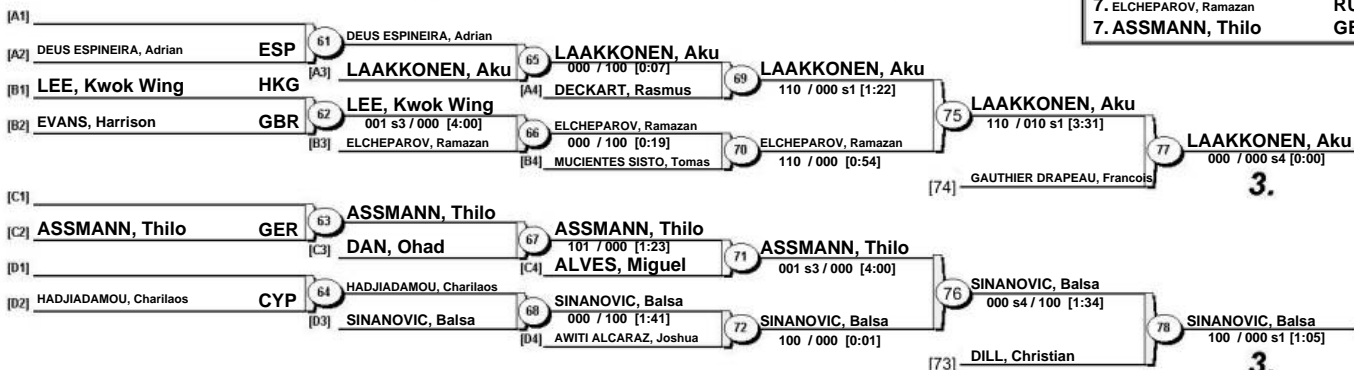 7. ELCHEPAROV, Ramazan
7. ASSMANN, Thilo
[A1]
[A2] DEUS ESPINEIRA, Adrian ESP
61
DEUS ESPINEIRA, Adrian
[A3] LAAKKONEN, Aku
65
LAAKKONEN, Aku
000 / 100 [0:07]
[A4] DECKART, Rasmus
69
LAAKKONEN, Aku
110 / 000 s1 [1:22]
[B1] LEE, Kwok Wing HKG
[B2] EVANS, Harrison GBR
62
LEE, Kwok Wing
001 s3 / 000 [4:00]
[B3] ELCHEPAROV, Ramazan
66
ELCHEPAROV, Ramazan
000 / 100 [0:19]
[B4] MUCIENTES SISTO, Tomas
70
ELCHEPAROV, Ramazan
110 / 000 [0:54]
75
LAAKKONEN, Aku
110 / 010 s1 [3:31]
[74] GAUTHIER DRAPEAU, Francois
77
LAAKKONEN, Aku
000 / 000 s4 [0:00]
3.
[C1]
[C2] ASSMANN, Thilo GER
63
ASSMANN, Thilo
[C3] DAN, Ohad
67
ASSMANN, Thilo
101 / 000 [1:23]
[C4] ALVES, Miguel
71
ASSMANN, Thilo
001 s3 / 000 [4:00]
[D1]
[D2] HADJIADAMOU, Charilaos CYP
64
HADJIADAMOU, Charilaos
[D3] SINANOVIC, Balsa
68
SINANOVIC, Balsa
000 / 100 [1:41]
[D4] AWITI ALCARAZ, Joshua
72
SINANOVIC, Balsa
100 / 000 [0:01]
76
SINANOVIC, Balsa
000 s4 / 100 [1:34]
[73] DILL, Christian
78
SINANOVIC, Balsa
100 / 000 s1 [1:05]
3.